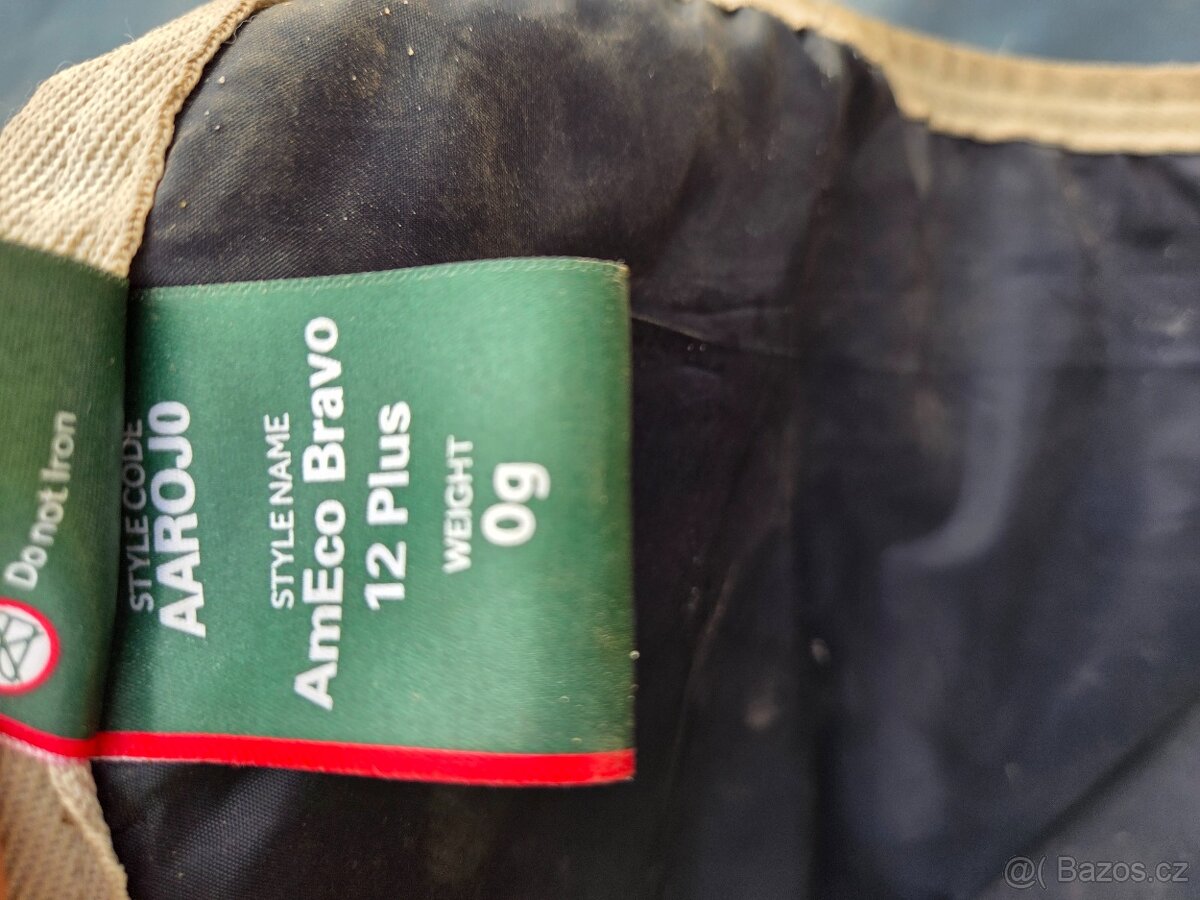 Do not Iron
STYLE CODE
AAROJ0
STYLE NAME
AmEco Bravo
12 Plus
WEIGHT
0g
@( Bazos.cz